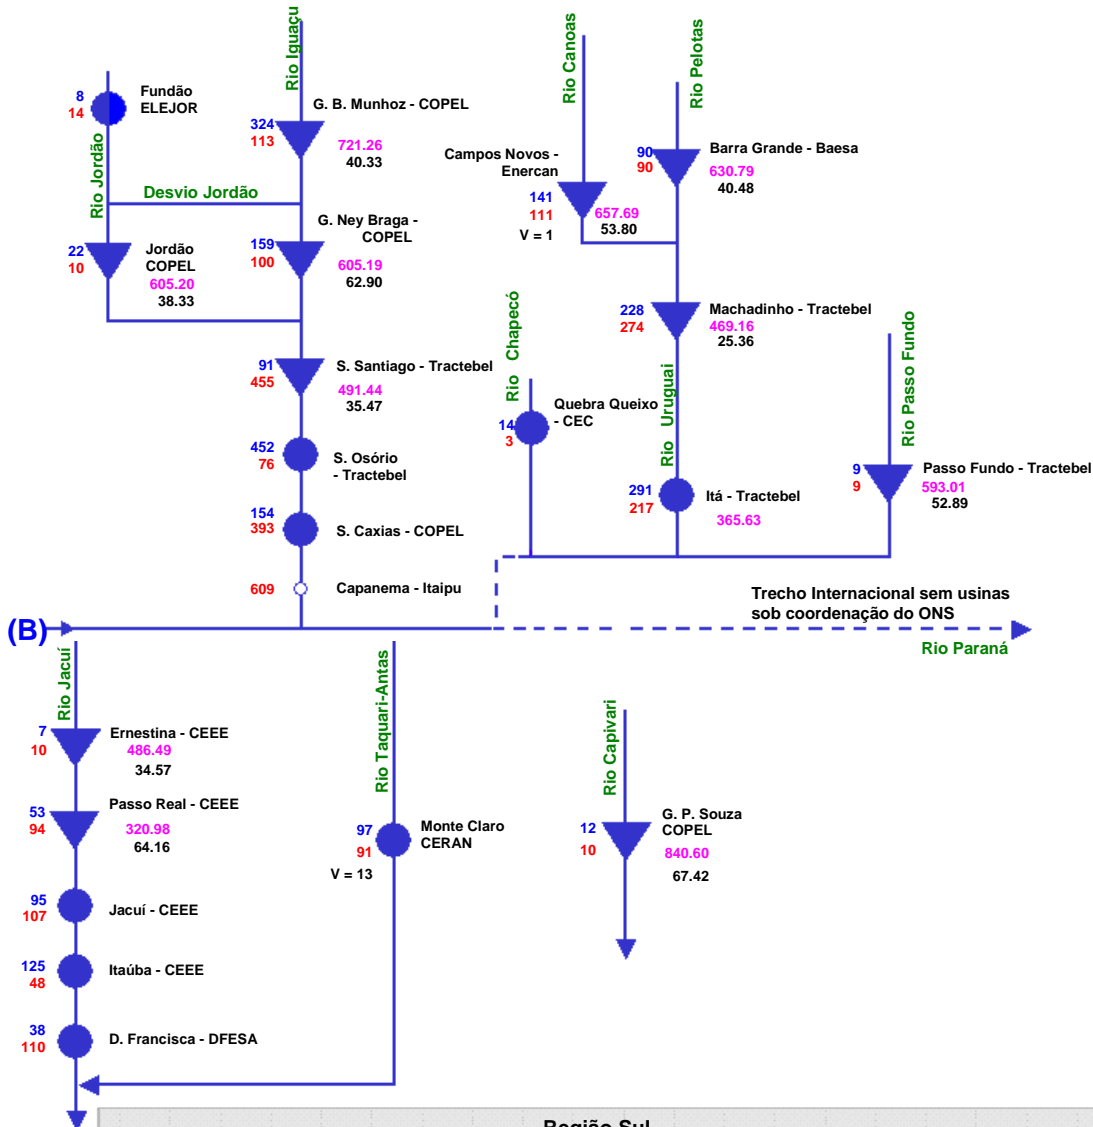 Rio Iguaçu
Rio Canoas
Rio Pelotas
8
14
Fundão
ELEJOR
Rio Jordão
324
113
G. B. Munhoz - COPEL
721.26
40.33
Desvio Jordão
22
10
Jordão
COPEL
605.20
38.33
159
100
G. Ney Braga -
COPEL
605.19
62.90
91
455
S. Santiago - Tractebel
491.44
35.47
452
76
S. Osório
- Tractebel
154
393
S. Caxias - COPEL
609
Capanema - Itaipu
Campos Novos -
Enercan
141
111
V = 1
657.69
53.80
90
90
Barra Grande - Baesa
630.79
40.48
228
274
Machadinho - Tractebel
469.16
25.36
Rio Chapecó
14
3
Quebra Queixo
- CEC
Rio Uruguai
291
217
Itá - Tractebel
365.63
Rio Passo Fundo
9
9
Passo Fundo - Tractebel
593.01
52.89
Trecho Internacional sem usinas
sob coordenação do ONS
(B)
Rio Paraná
Rio Jacuí
7
10
Ernestina - CEEE
486.49
34.57
53
94
Passo Real - CEEE
320.98
64.16
95
107
Jacuí - CEEE
125
48
Itaúba - CEEE
38
110
D. Francisca - DFESA
Rio Taquari-Antas
97
91
V = 13
Monte Claro
CERAN
Rio Capivari
12
10
G. P. Souza
COPEL
840.60
67.42
Região Sul